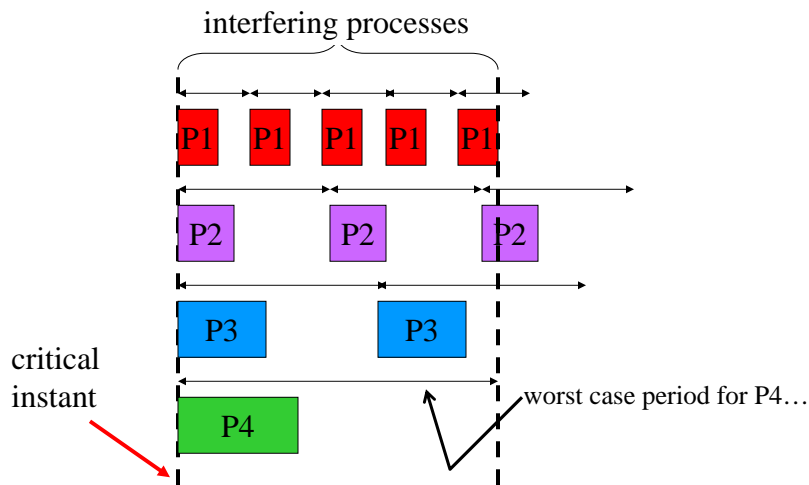 interfering processes
P1 P1 P1 P1 P1
P2 P2 P2
P3 P3
critical
instant
P4
worst case period for P4…